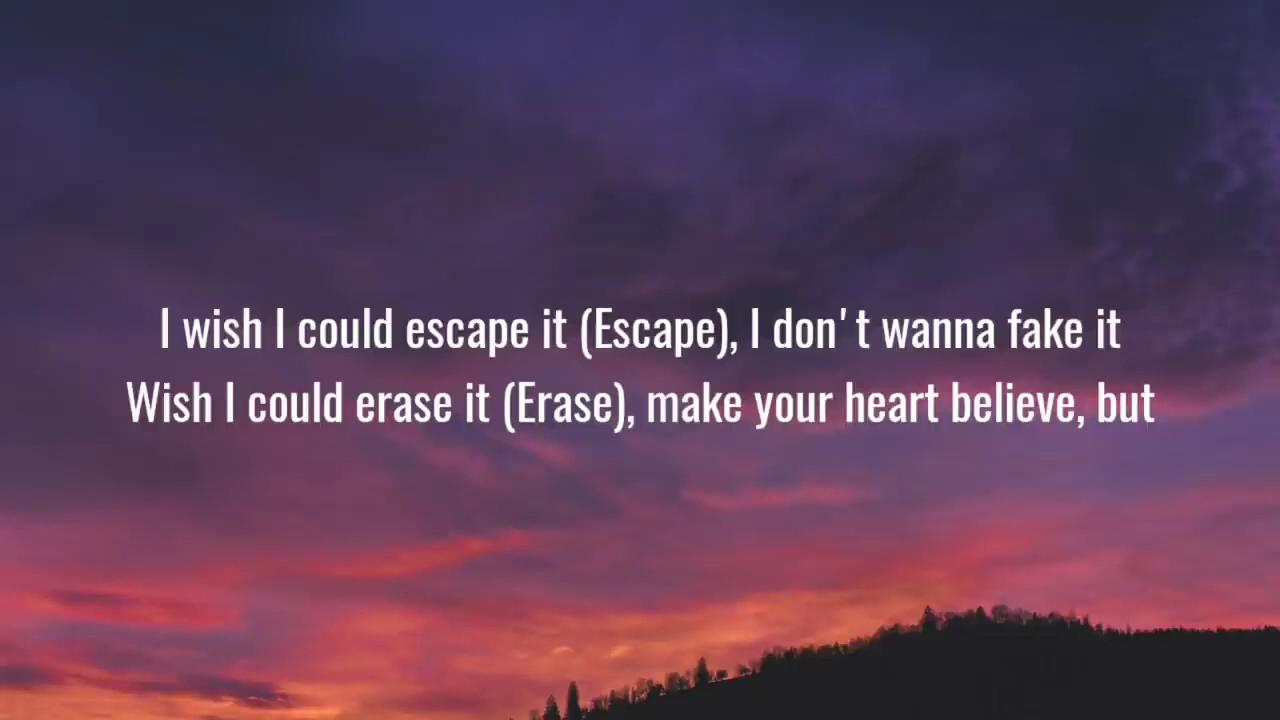 I wish I could escape it (Escape), I don't wanna fake it
Wish I could erase it (Erase), make your heart believe, but